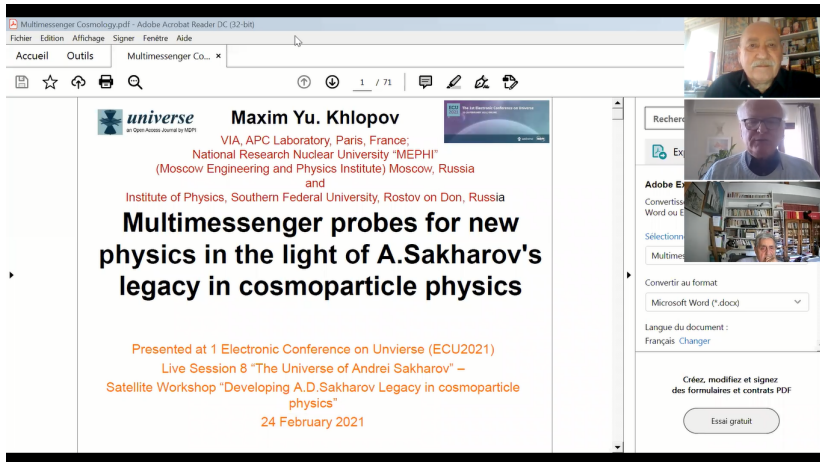 Multimessenger Cosmology.pdf - Adobe Acrobat Reader DC (32-bit)
Fichier Edition Affichage Signer Fenêtre Aide
Accueil Outils Multimessenger Co... ×
1 / 71
universe
an Open Access Journal by MDPI
Maxim Yu. Khlopov
VIA, APC Laboratory, Paris, France;
National Research Nuclear University “MEPHI”
(Moscow Engineering and Physics Institute) Moscow, Russia
and
Institute of Physics, Southern Federal University, Rostov on Don, Russia
Multimessenger probes for new
physics in the light of A.Sakharov's
legacy in cosmoparticle physics
Presented at 1 Electronic Conference on Unvierse (ECU2021)
Live Session 8 “The Universe of Andrei Sakharov” –
Satellite Workshop “Developing A.D.Sakharov Legacy in cosmoparticle
physics”
24 February 2021
Recherc
Exp
Adobe Ex
Convertisse
Word ou E
Sélectionne
Multimes
Convertir au format
Microsoft Word (*.docx)
Langue du document :
Français Changer
Créez, modifiez et signez
des formulaires et contrats PDF
Essai gratuit